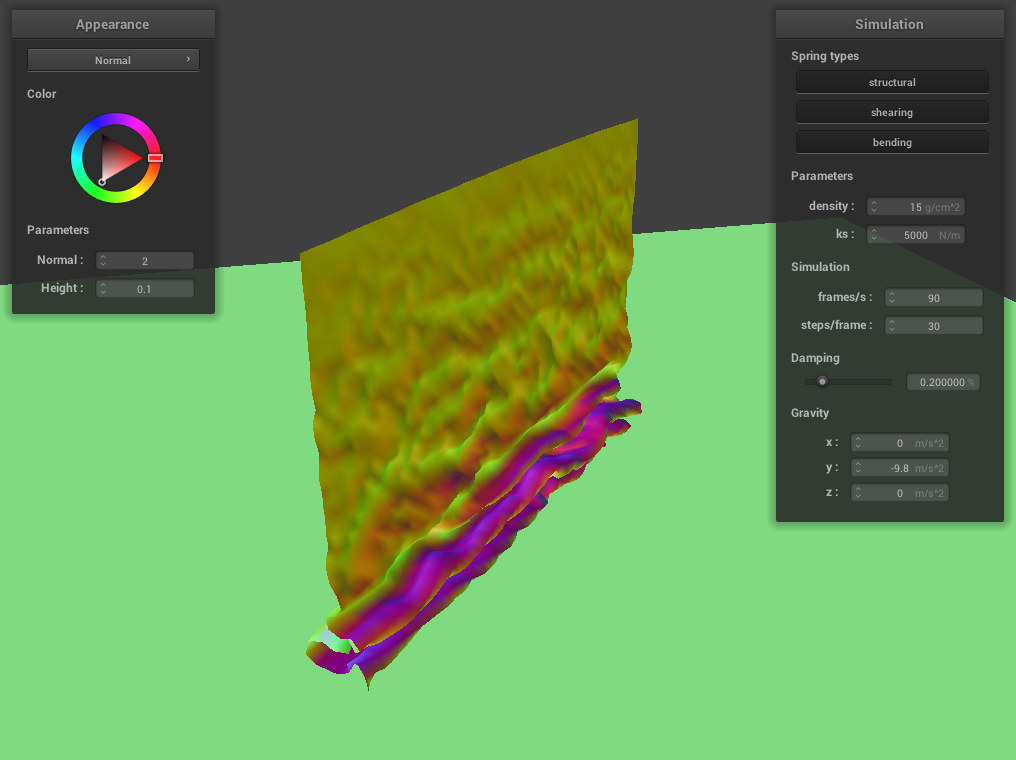 Appearance
Normal ›
Color
Parameters
Normal : 2
Height : 0.1
Simulation
Spring types
structural
shearing
bending
Parameters
density : 15 g/cm^2
ks : 5000 N/m
Simulation
frames/s : 90
steps/frame : 30
Damping
0.200000 %
Gravity
x : 0 m/s^2
y : -9.8 m/s^2
z : 0 m/s^2